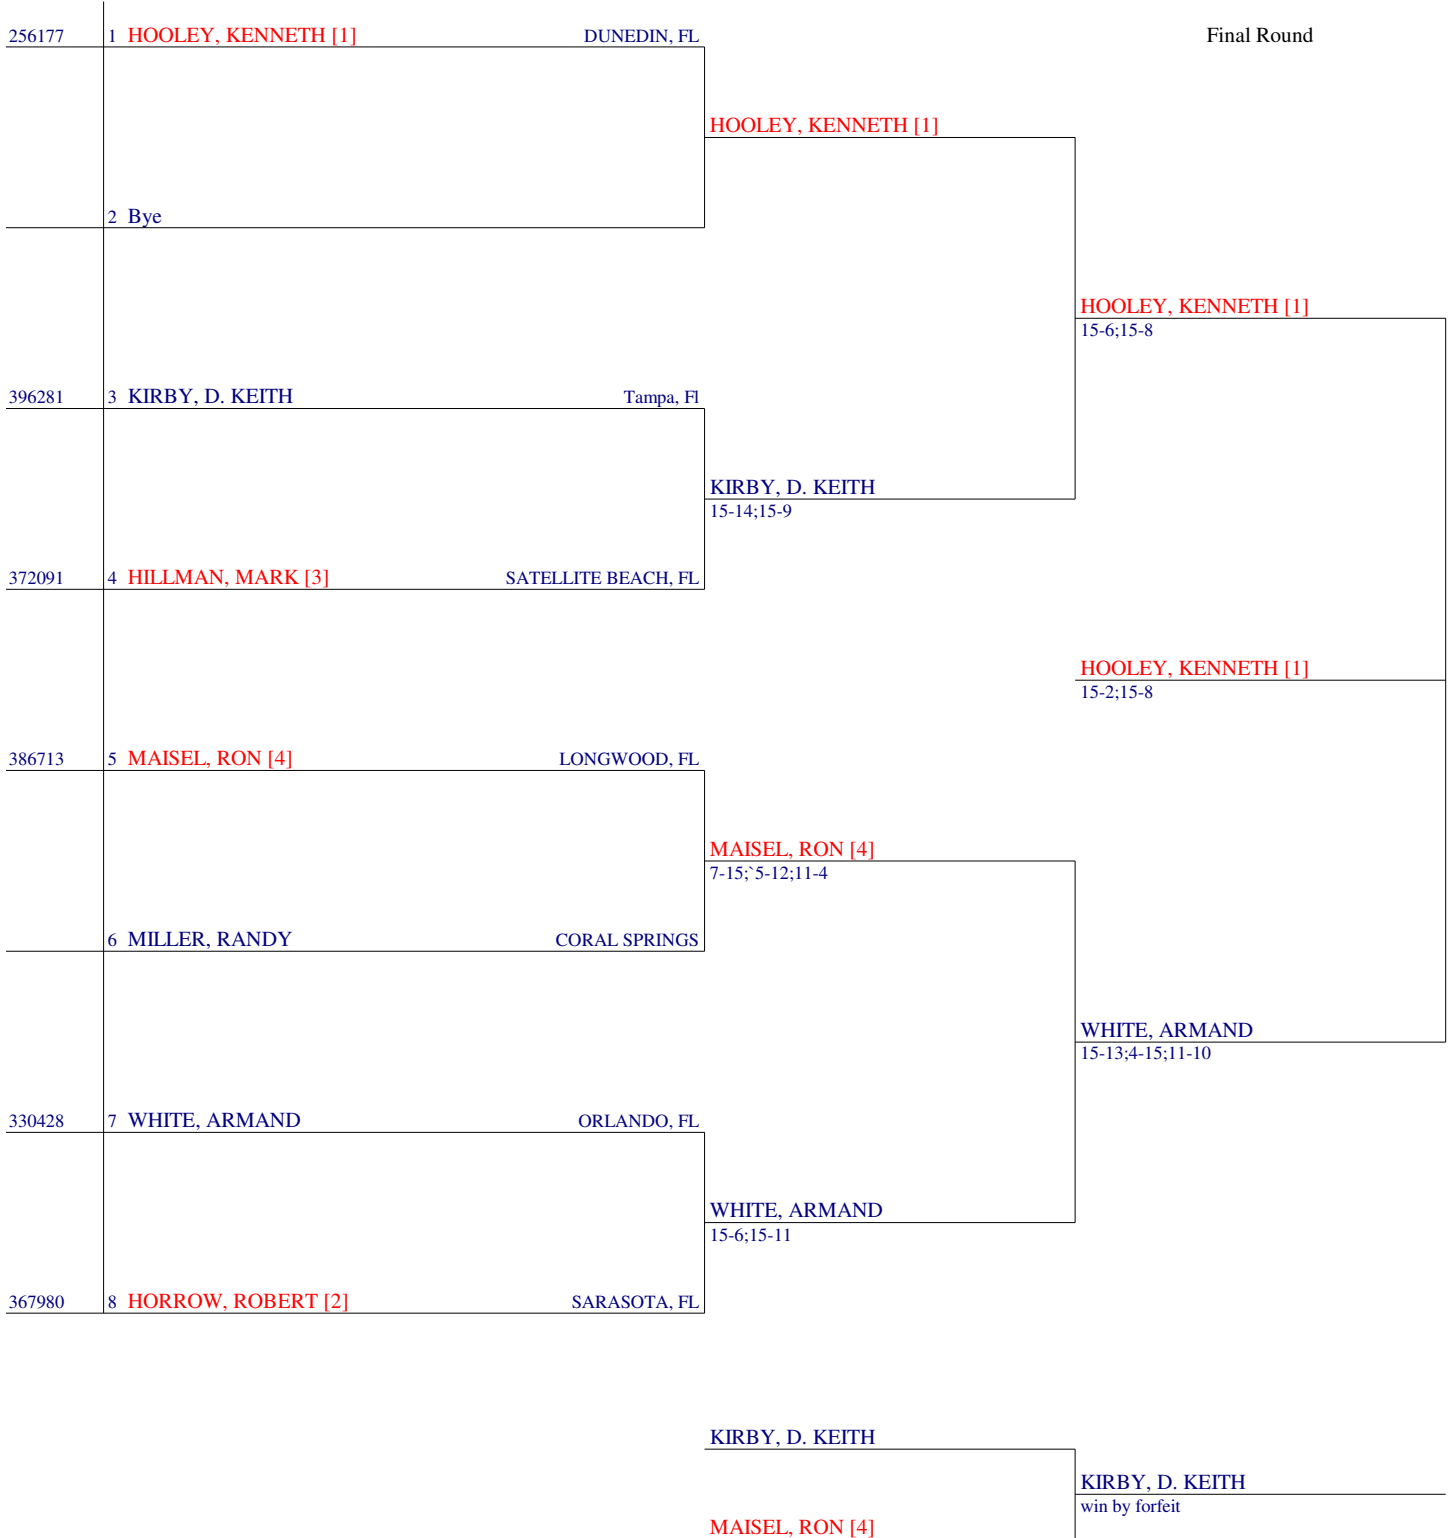 256177 1 HOOLEY, KENNETH [1] DUNEDIN, FL Final Round
HOOLEY, KENNETH [1]
2 Bye
HOOLEY, KENNETH [1]
15-6;15-8
396281 3 KIRBY, D. KEITH Tampa, Fl
KIRBY, D. KEITH
15-14;15-9
372091 4 HILLMAN, MARK [3] SATELLITE BEACH, FL
HOOLEY, KENNETH [1]
15-2;15-8
386713 5 MAISEL, RON [4] LONGWOOD, FL
MAISEL, RON [4]
7-15;`5-12;11-4
6 MILLER, RANDY CORAL SPRINGS
WHITE, ARMAND
15-13;4-15;11-10
330428 7 WHITE, ARMAND ORLANDO, FL
WHITE, ARMAND
15-6;15-11
367980 8 HORROW, ROBERT [2] SARASOTA, FL
KIRBY, D. KEITH
KIRBY, D. KEITH
win by forfeit
MAISEL, RON [4]